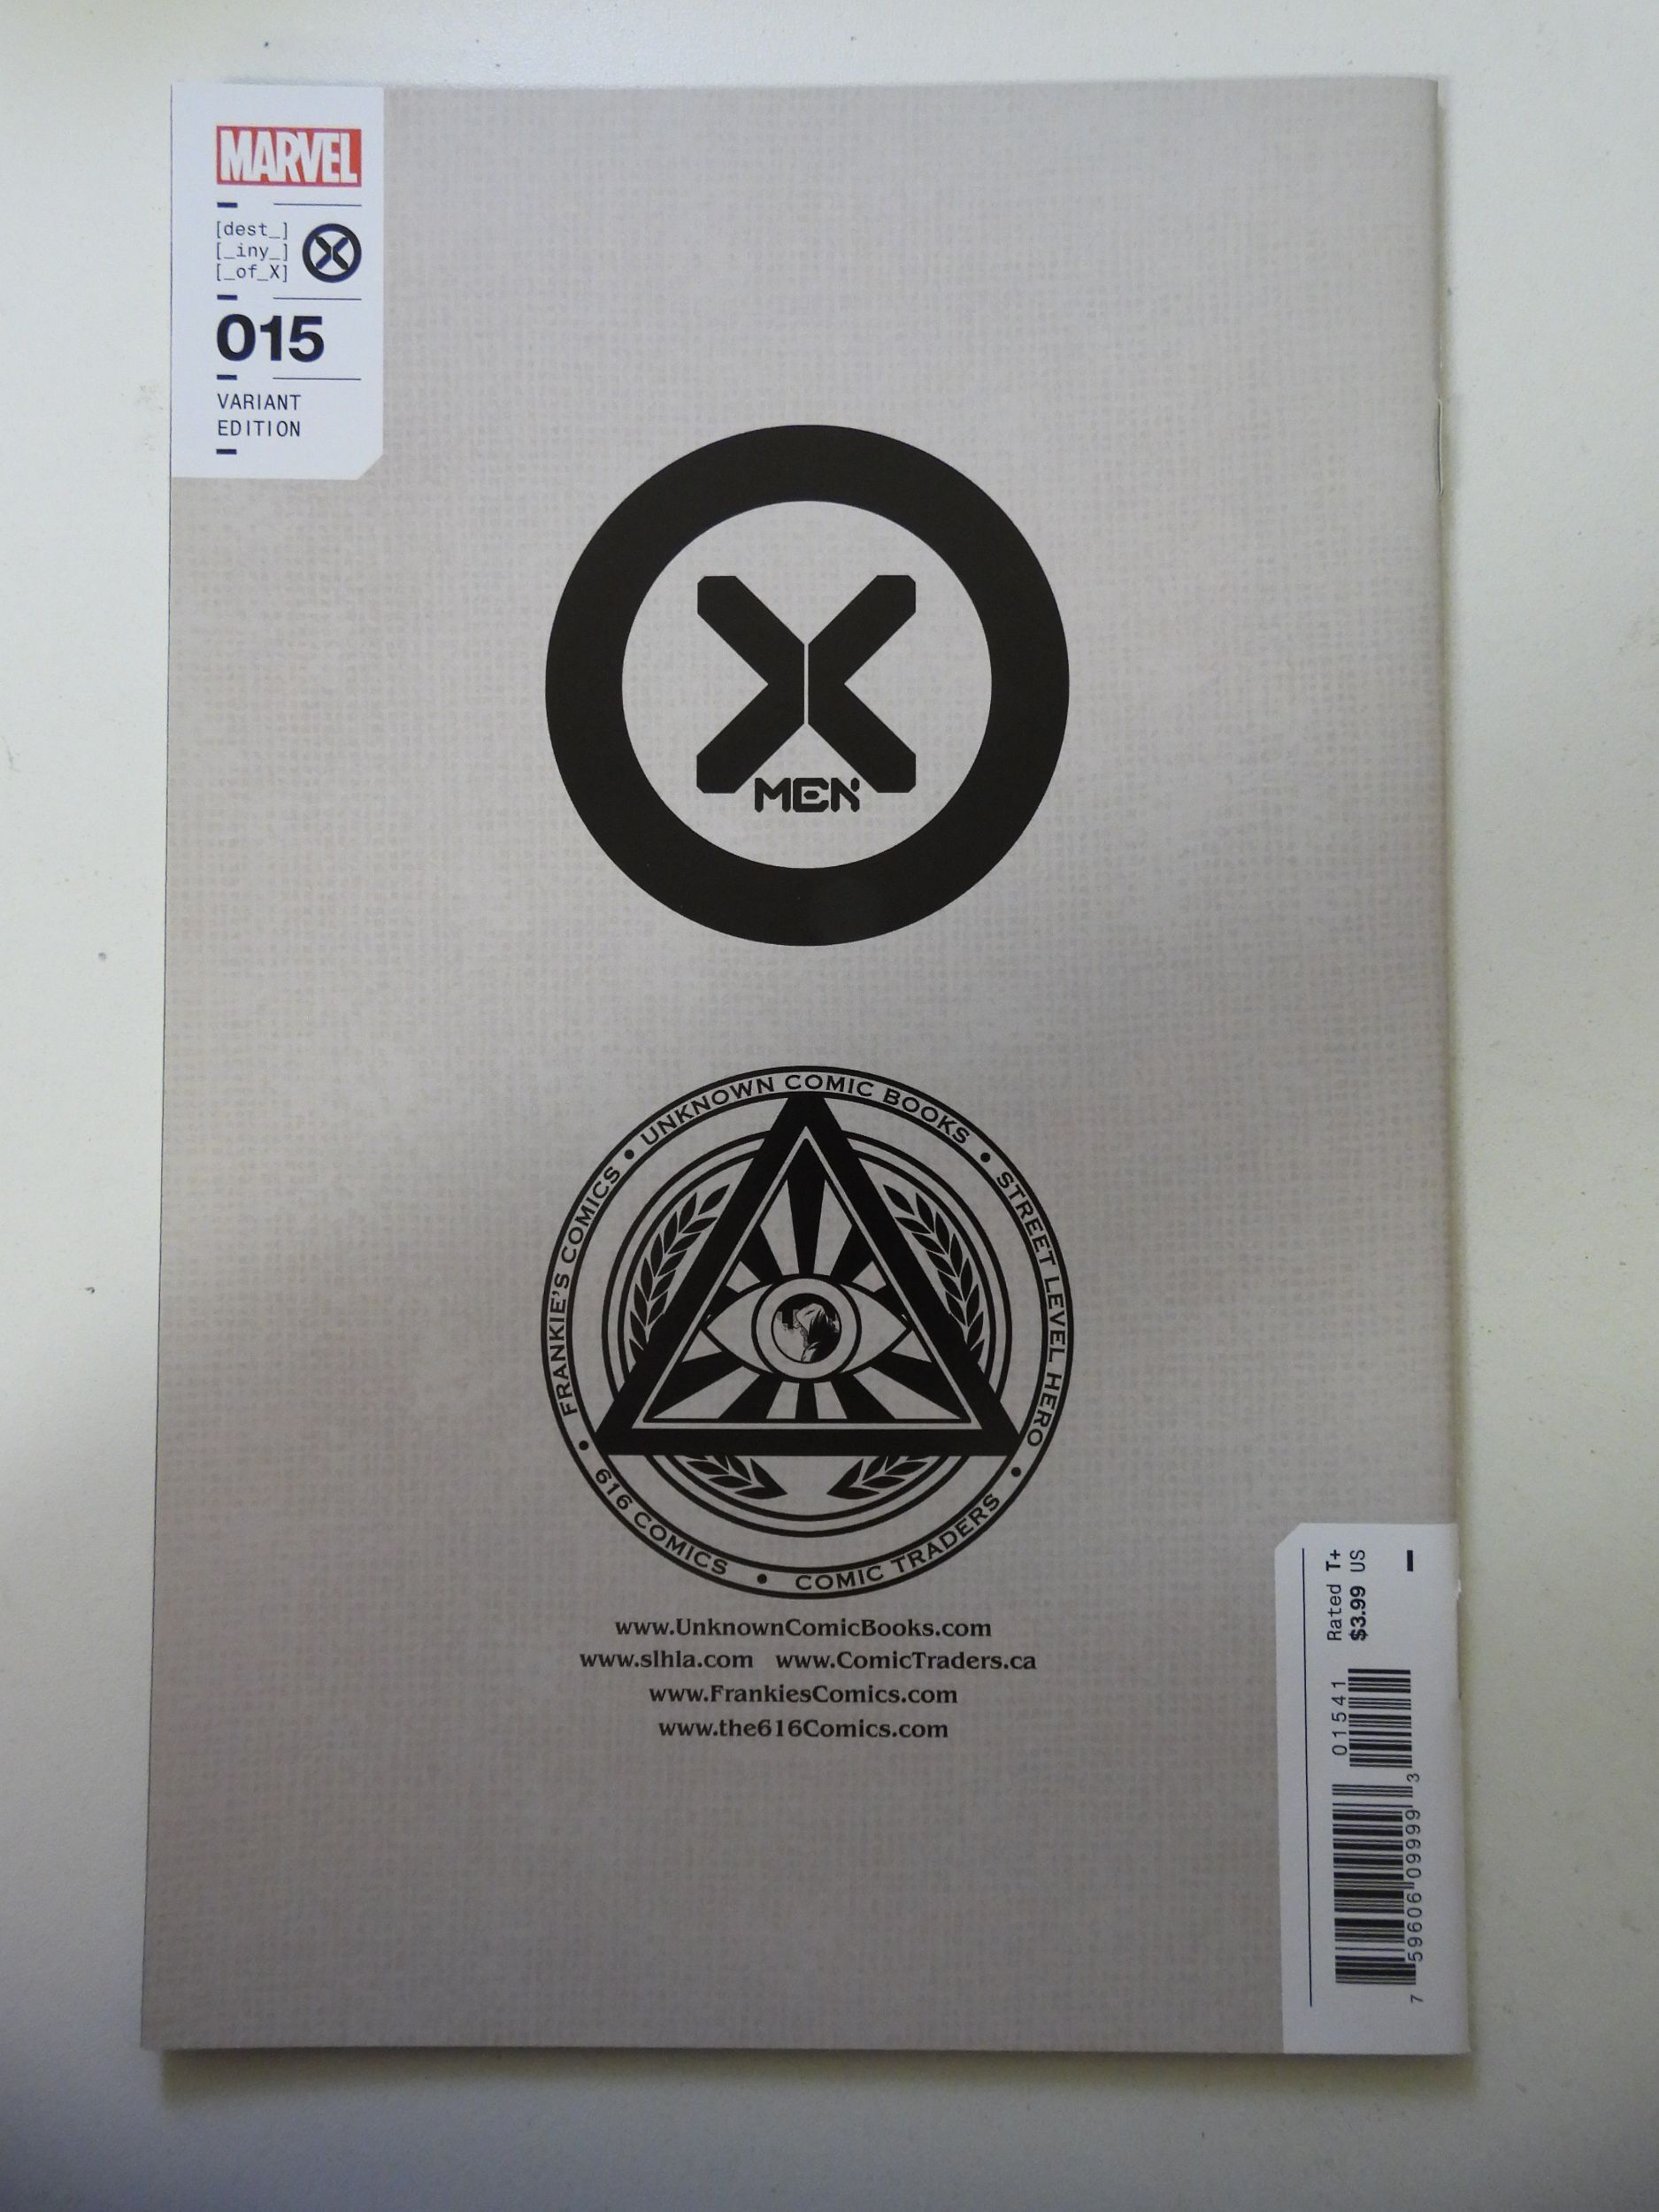 MARVEL
[dest_]
[_iny_]
[_of_X]
X
015
VARIANT
EDITION
X
MEN
FRANKIE'S COMICS • UNKNOWN COMIC BOOKS • STREET LEVEL HERO • COMIC TRADERS • 616 COMICS •
www.UnknownComicBooks.com
www.slhla.com www.ComicTraders.ca
www.FrankiesComics.com
www.the616Comics.com
Rated T+
$3.99 US
01541
7 59606 09999 3